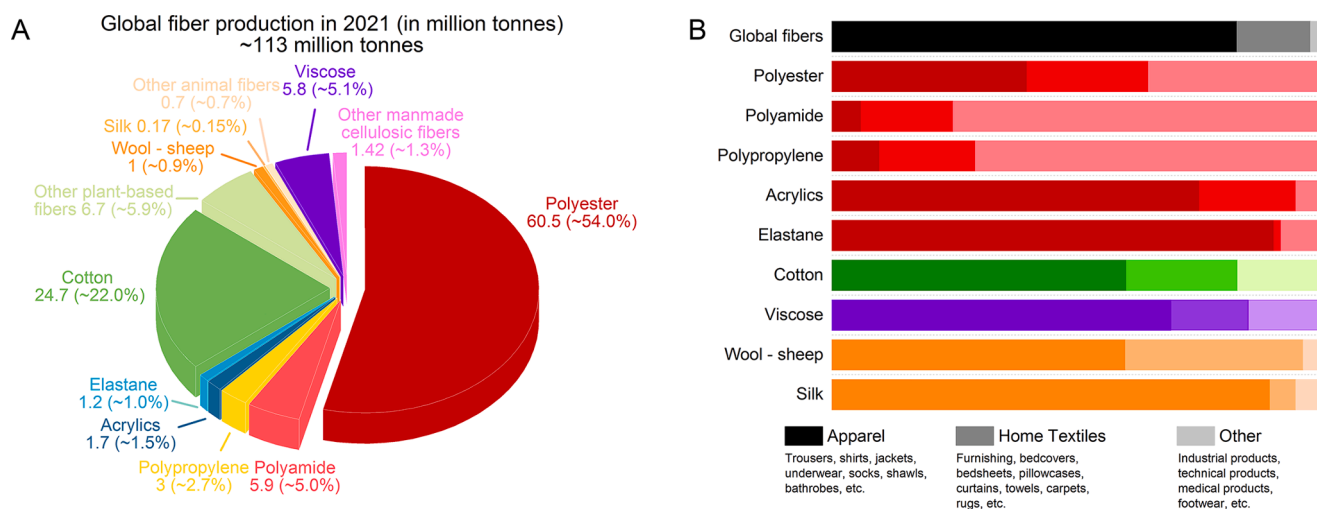 A
Global fiber production in 2021 (in million tonnes)
~113 million tonnes
Viscose
5.8 (~5.1%)
Other animal fibers
0.7 (~0.7%)
Other manmade
cellulosic fibers
1.42 (~1.3%)
Silk 0.17 (~0.15%)
Wool - sheep
1 (~0.9%)
Other plant-based
fibers 6.7 (~5.9%)
Polyester
60.5 (~54.0%)
Cotton
24.7 (~22.0%)
Elastane
1.2 (~1.0%)
Acrylics
1.7 (~1.5%)
Polypropylene
3 (~2.7%)
Polyamide
5.9 (~5.0%)
B
Global fibers
Polyester
Polyamide
Polypropylene
Acrylics
Elastane
Cotton
Viscose
Wool - sheep
Silk
Apparel
Trousers, shirts, jackets,
underwear, socks, shawls,
bathrobes, etc.
Home Textiles
Furnishing, bedcovers,
bedsheets, pillowcases,
curtains, towels, carpets,
rugs, etc.
Other
Industrial products,
technical products,
medical products,
footwear, etc.